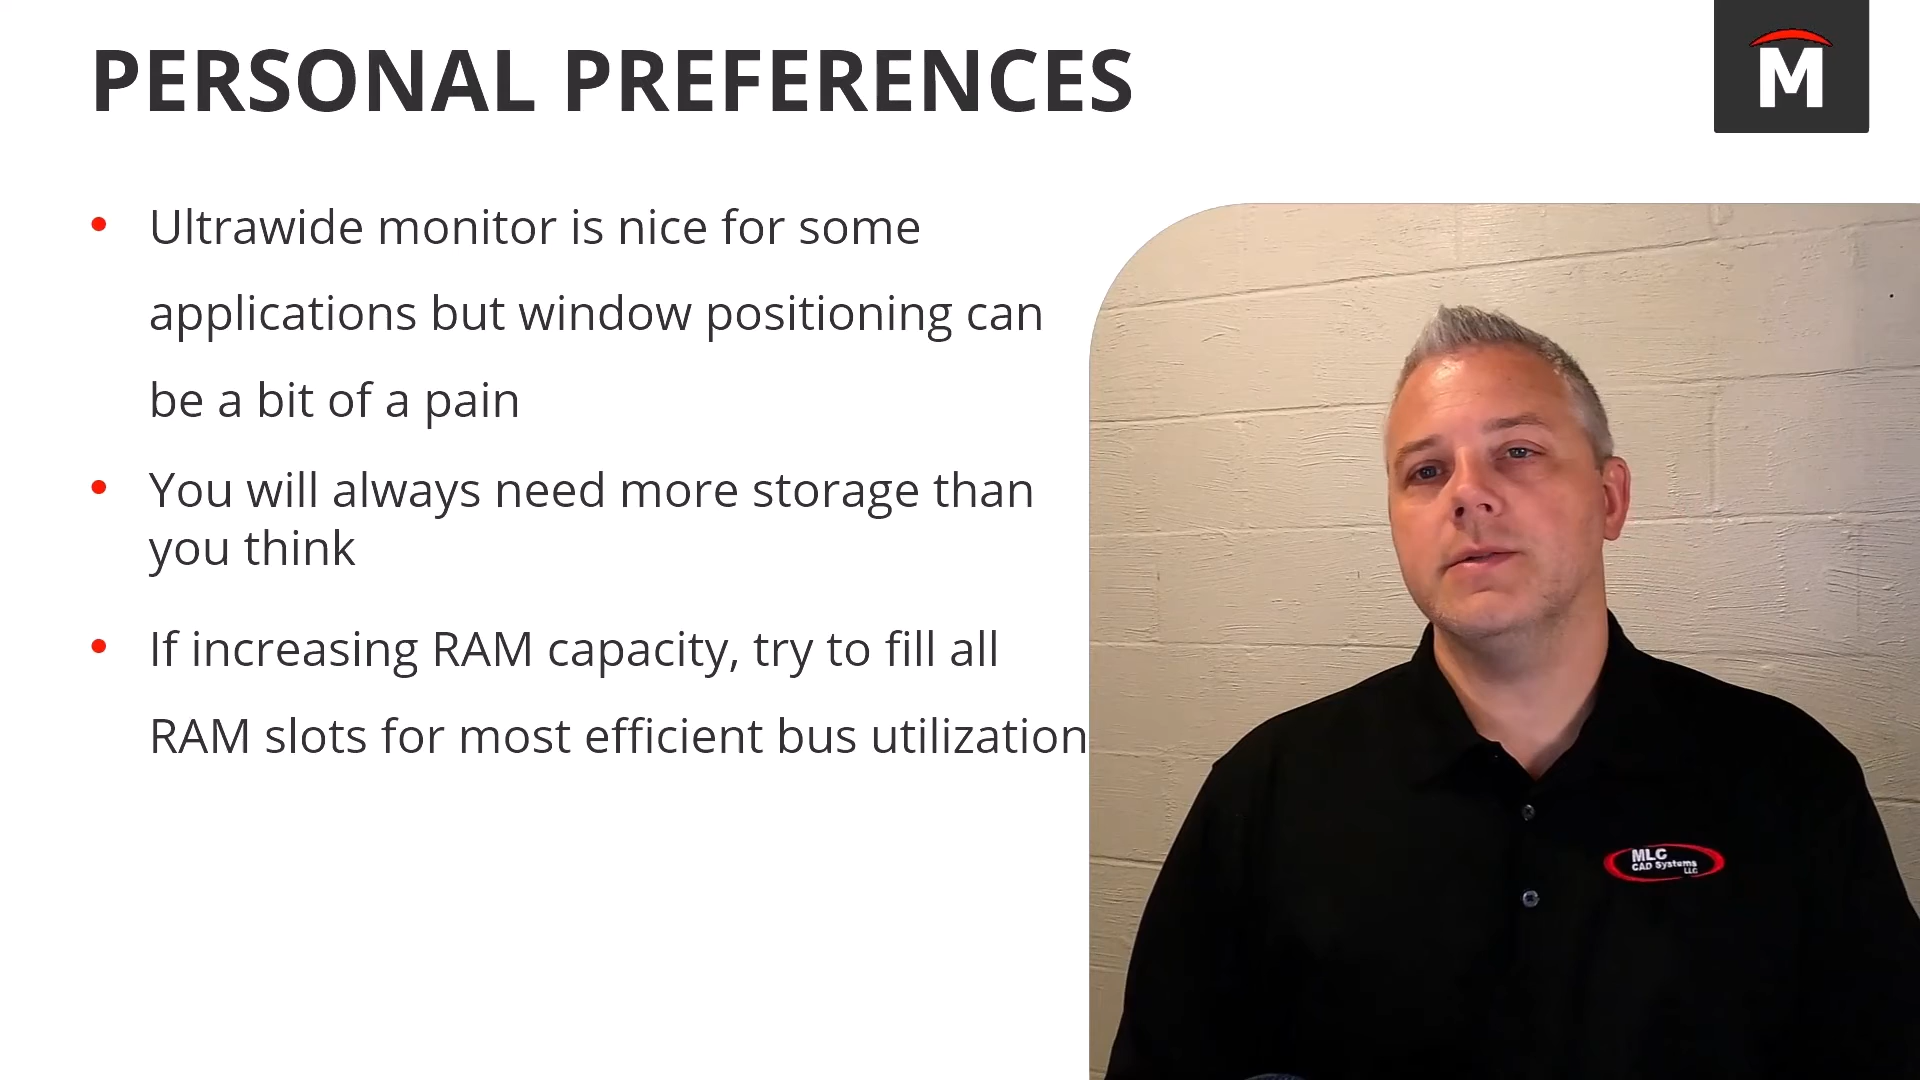 PERSONAL PREFERENCES
M
Ultrawide monitor is nice for some
applications but window positioning can
be a bit of a pain
You will always need more storage than
you think
If increasing RAM capacity, try to fill all
RAM slots for most efficient bus utilization
MLC
CAD Systems
LLC